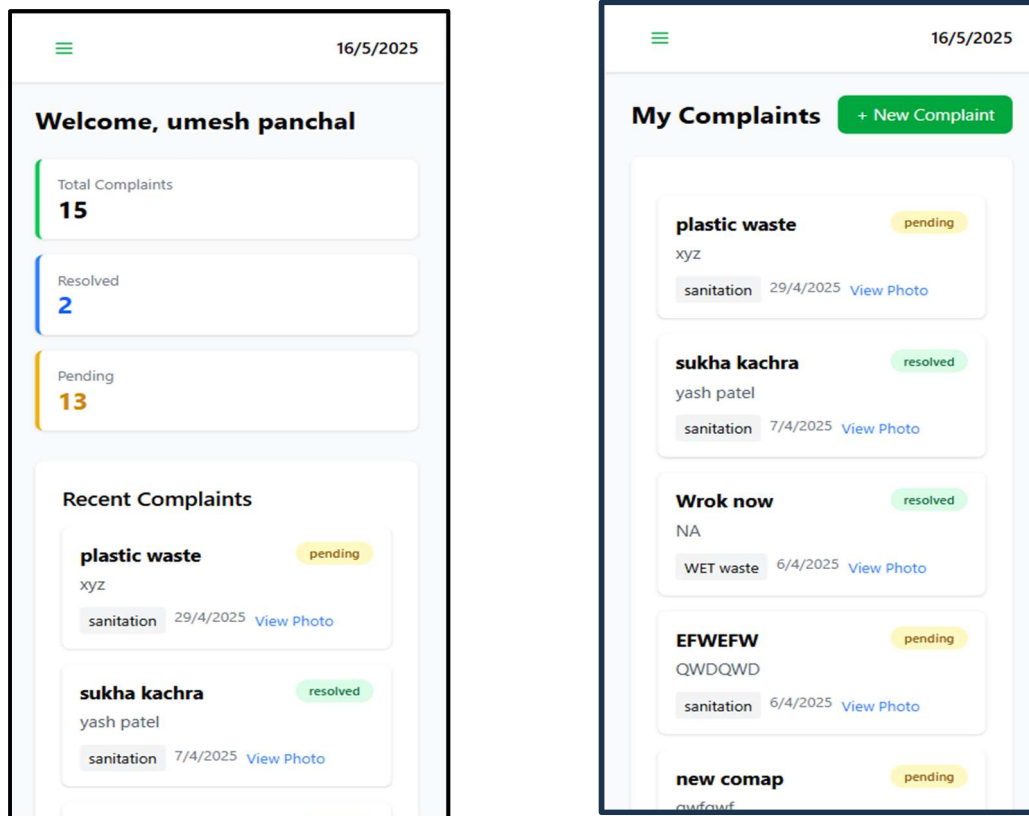 16/5/2025
Welcome, umesh panchal
Total Complaints
15
Resolved
2
Pending
13
Recent Complaints
plastic waste pending
xyz
sanitation 29/4/2025 View Photo
sukha kachra resolved
yash patel
sanitation 7/4/2025 View Photo
16/5/2025
My Complaints + New Complaint
plastic waste pending
xyz
sanitation 29/4/2025 View Photo
sukha kachra resolved
yash patel
sanitation 7/4/2025 View Photo
Wrok now resolved
NA
WET waste 6/4/2025 View Photo
EFWEFW pending
QWDQWD
sanitation 6/4/2025 View Photo
new comap pending